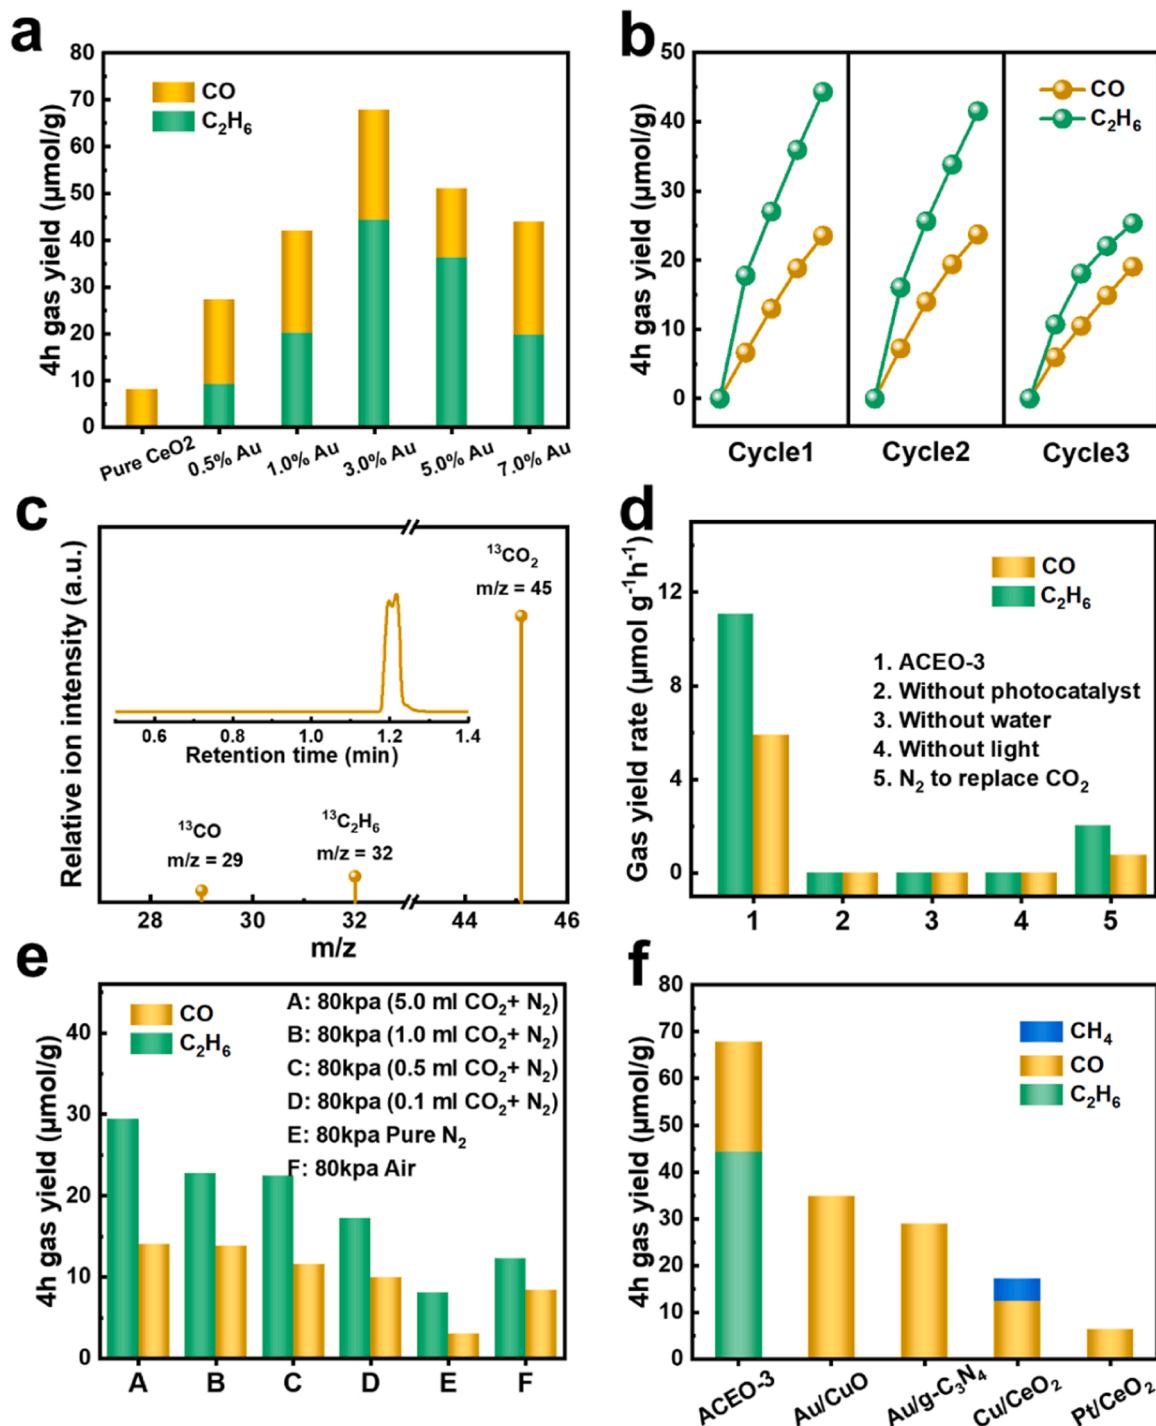 a
80
70
60
50
40
30
20
10
0
4h gas yield (μmol/g)
CO
C₂H₆
Pure CeO2
0.5% Au
1.0% Au
3.0% Au
5.0% Au
7.0% Au
b
50
40
30
20
10
0
4h gas yield (μmol/g)
CO
C₂H₆
Cycle1
Cycle2
Cycle3
c
Relative ion intensity (a.u.)
¹³CO₂
m/z = 45
0.6 0.8 1.0 1.2 1.4
Retention time (min)
¹³CO
m/z = 29
¹³C₂H₆
m/z = 32
28 30 32 44 46
m/z
d
12
8
4
0
Gas yield rate (μmol g⁻¹h⁻¹)
CO
C₂H₆
1. ACEO-3
2. Without photocatalyst
3. Without water
4. Without light
5. N₂ to replace CO₂
1 2 3 4 5
e
40
30
20
10
0
4h gas yield (μmol/g)
CO
C₂H₆
A: 80kpa (5.0 ml CO₂+ N₂)
B: 80kpa (1.0 ml CO₂+ N₂)
C: 80kpa (0.5 ml CO₂+ N₂)
D: 80kpa (0.1 ml CO₂+ N₂)
E: 80kpa Pure N₂
F: 80kpa Air
A B C D E F
f
80
70
60
50
40
30
20
10
0
4h gas yield (μmol/g)
CH₄
CO
C₂H₆
ACEO-3
Au/CuO
Au/g-C₃N₄
Cu/CeO₂
Pt/CeO₂